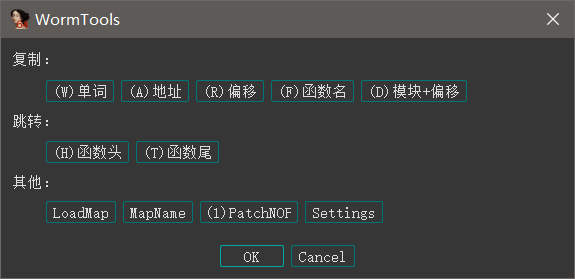 WormTools
复制：
(W)单词 (A)地址 (R)偏移 (F)函数名 (D)模块+偏移
跳转：
(H)函数头 (T)函数尾
其他：
LoadMap MapName (1)PatchNOF Settings
OK Cancel